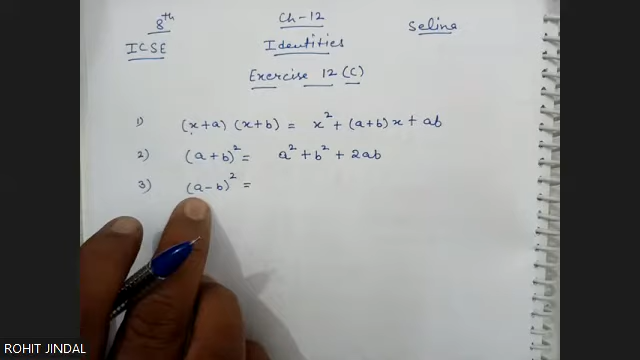 8th Ch-12 Selina
ICSE Identities
Exercise 12 (C)
1) (x+a) (x+b) = x² + (a+b)x + ab
2) (a+b)² = a² + b² + 2ab
3) (a-b)² =
ROHIT JINDAL